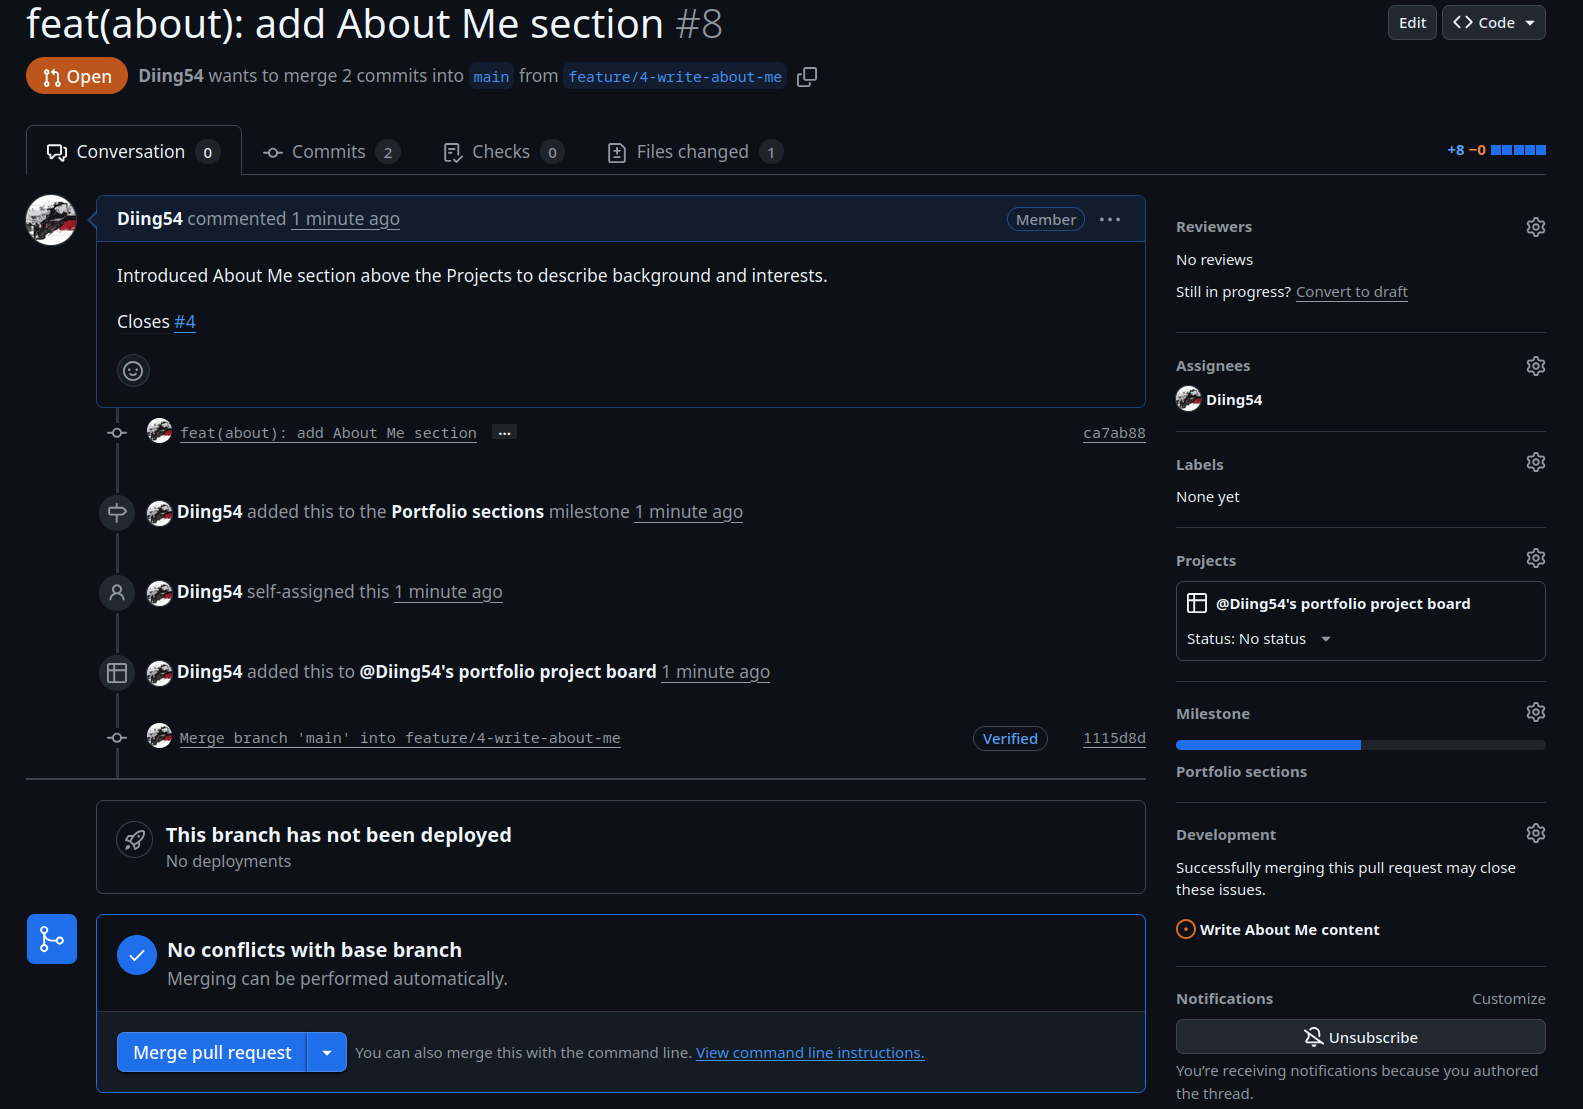 feat(about): add About Me section #8
Edit
Code
Open
Diing54 wants to merge 2 commits into main from feature/4-write-about-me
Conversation 0
Commits 2
Checks 0
Files changed 1
+8 −0
Diing54 commented 1 minute ago
Member
Introduced About Me section above the Projects to describe background and interests.
Closes #4
feat(about): add About Me section
ca7ab88
Diing54 added this to the Portfolio sections milestone 1 minute ago
Diing54 self-assigned this 1 minute ago
Diing54 added this to @Diing54's portfolio project board 1 minute ago
Merge branch 'main' into feature/4-write-about-me
Verified
1115d8d
This branch has not been deployed
No deployments
No conflicts with base branch
Merging can be performed automatically.
Merge pull request
You can also merge this with the command line. View command line instructions.
Reviewers
No reviews
Still in progress? Convert to draft
Assignees
Diing54
Labels
None yet
Projects
@Diing54's portfolio project board
Status: No status
Milestone
Portfolio sections
Development
Successfully merging this pull request may close
these issues.
Write About Me content
Notifications
Customize
Unsubscribe
You're receiving notifications because you authored
the thread.